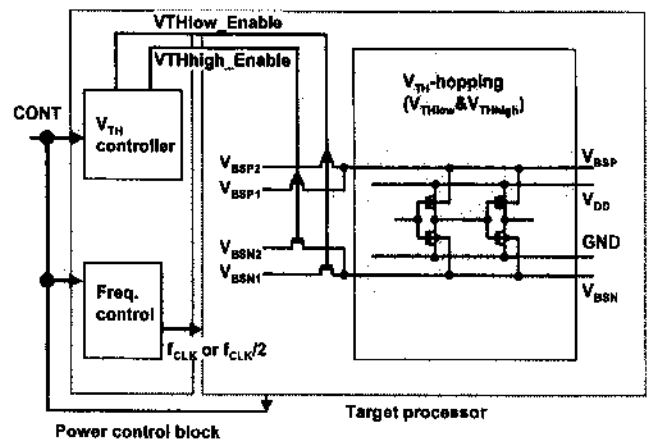 VTHlow_Enable
VTHhigh_Enable
CONT
VTH
controller
VTH-hopping
(VTHlow&VTHhigh)
VBSP2
VBSP1
VBSP
VDD
VBSN2
VBSN1
GND
VBSN
Freq.
control
fCLK or fCLK/2
Target processor
Power control block